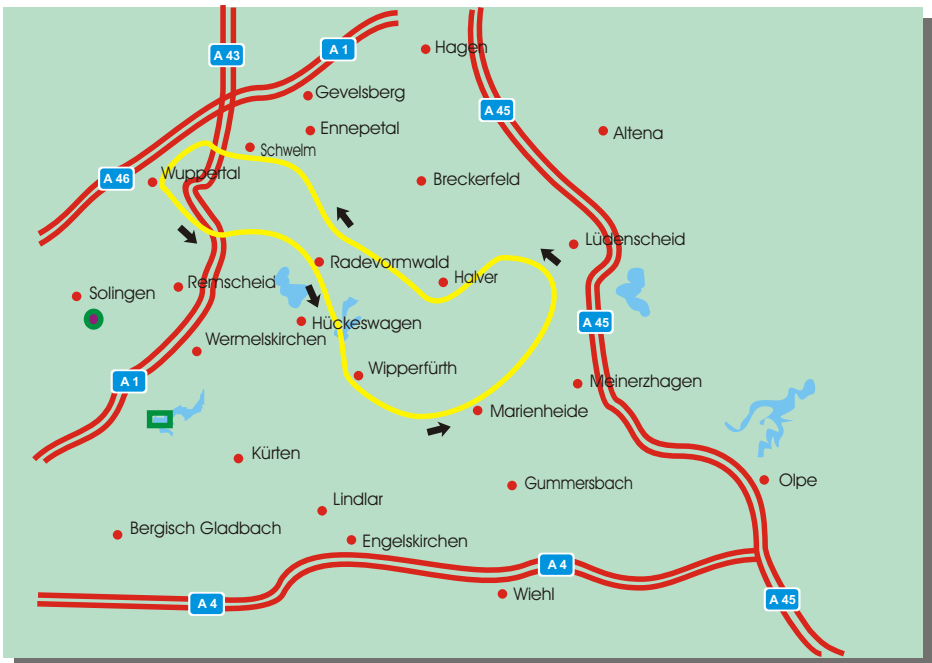 Hagen
A 1
A 43
Gevelsberg
A 45
Ennepetal
Altena
Schwelm
Wuppertal
A 46
Breckerfeld
Lüdenscheid
Radevormwald
Halver
Remscheid
Solingen
Hückeswagen
A 45
Wermelskirchen
Wipperfürth
A 1
Meinerzhagen
Marienheide
Kürten
Olpe
Gummersbach
Lindlar
Bergisch Gladbach
Engelskirchen
A 4
Wiehl
A 4
A 45